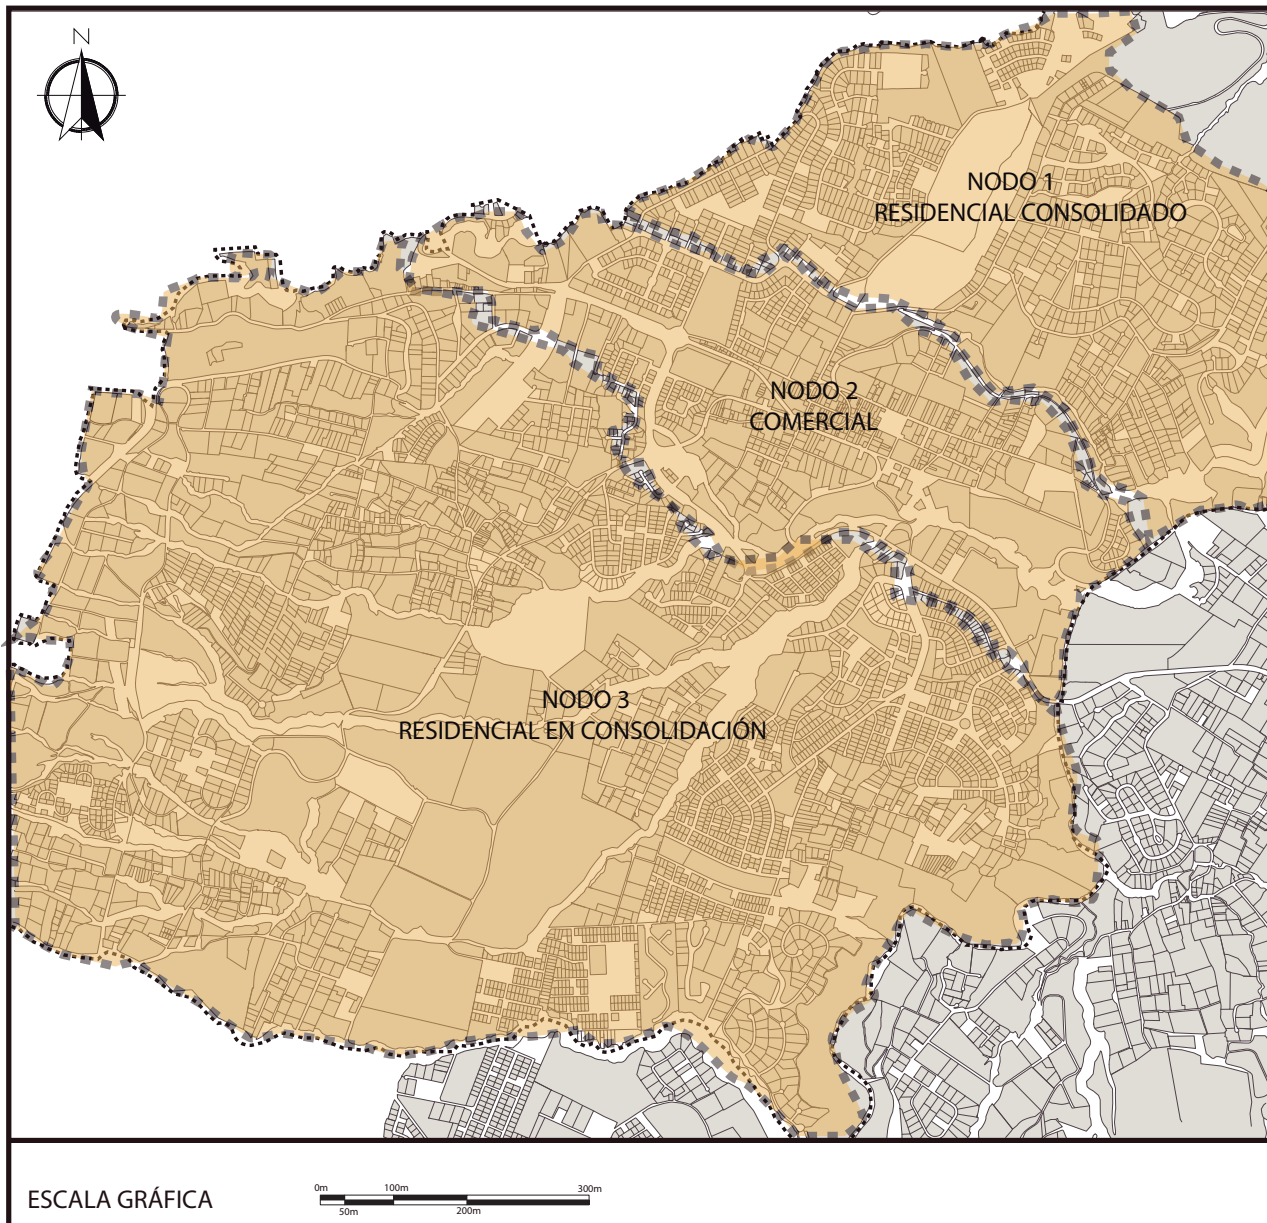 N
NODO 1
RESIDENCIAL CONSOLIDADO
NODO 2
COMERCIAL
NODO 3
RESIDENCIAL EN CONSOLIDACIÓN
ESCALA GRÁFICA
0m 100m 300m
50m 200m